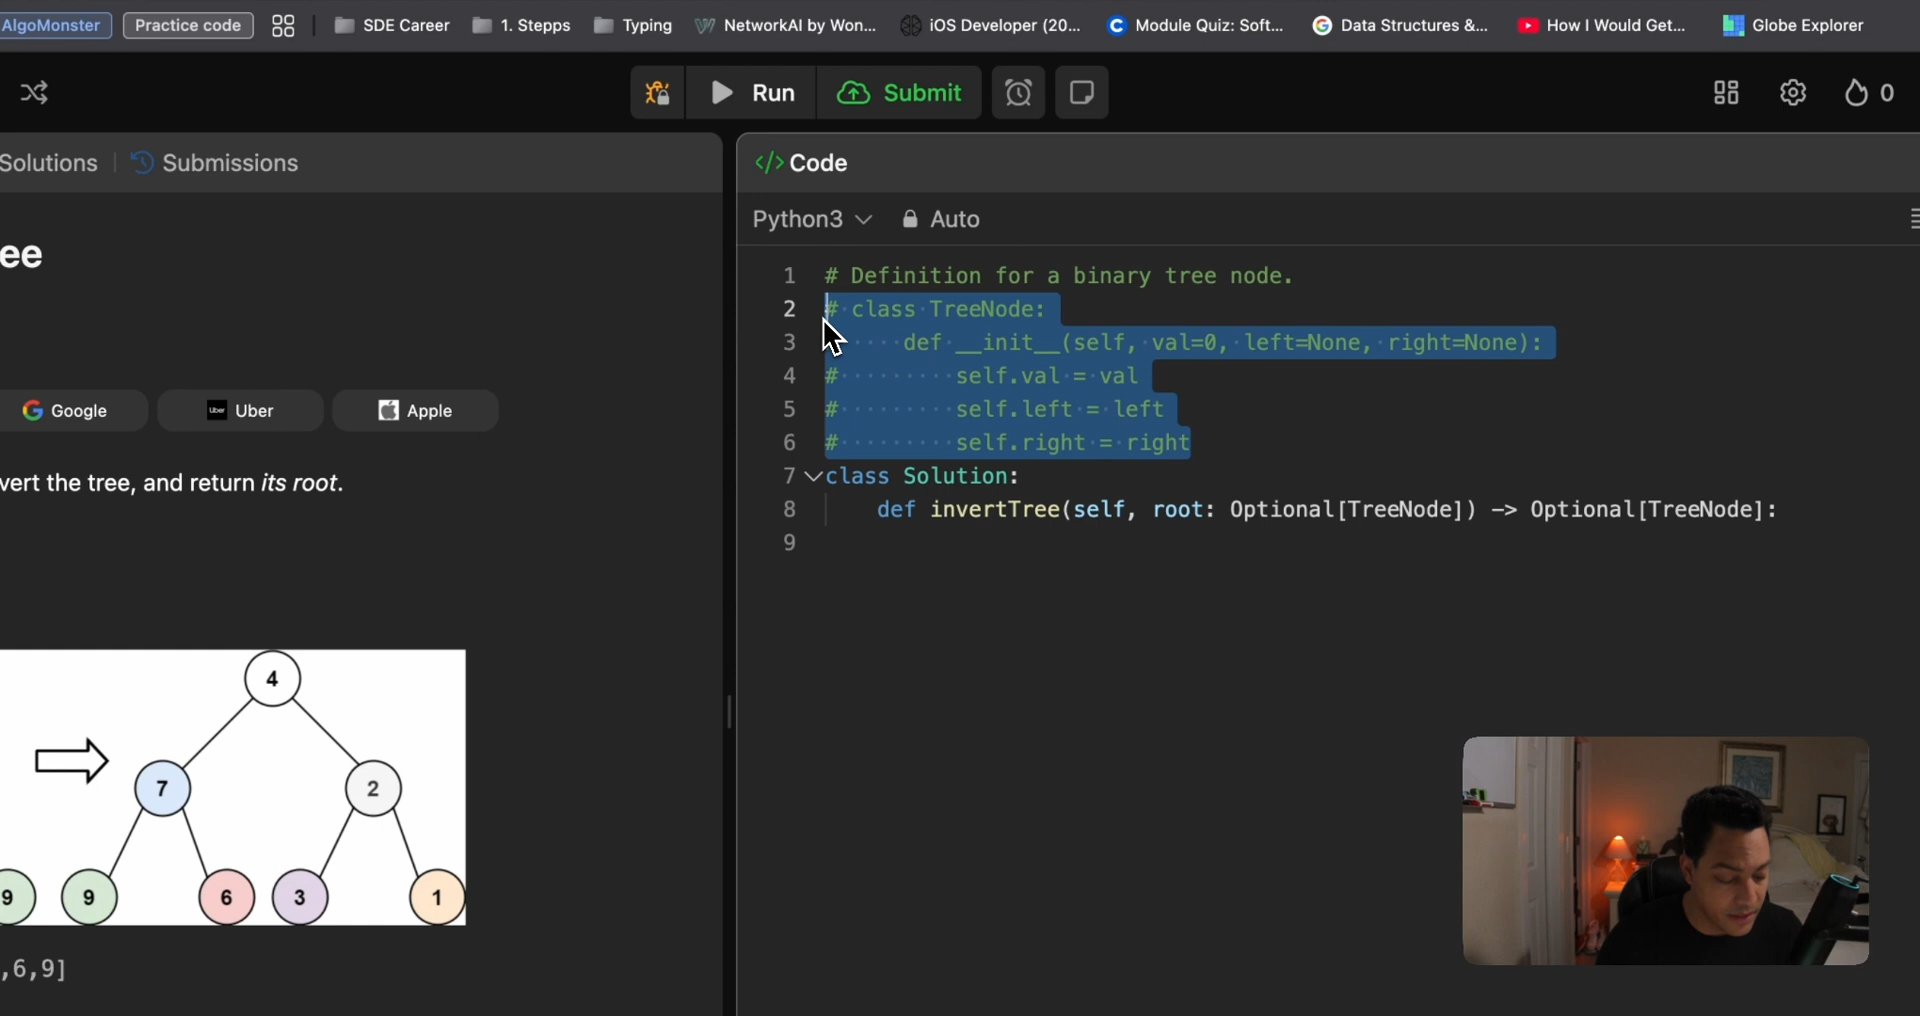 AlgoMonster
Practice code
SDE Career
1. Stepps
Typing
NetworkAI by Won...
iOS Developer (20...
Module Quiz: Soft...
Data Structures &...
How I Would Get...
Globe Explorer
Run
Submit
0
Solutions
Submissions
</> Code
Python3
Auto
ee
Google
Uber
Apple
vert the tree, and return its root.
4
7
2
9
9
6
3
1
,6,9]
1 # Definition for a binary tree node.
2 # class TreeNode:
3 def __init__(self, val=0, left=None, right=None):
4 # self.val = val
5 # self.left = left
6 # self.right = right
7 class Solution:
8 def invertTree(self, root: Optional[TreeNode]) -> Optional[TreeNode]:
9